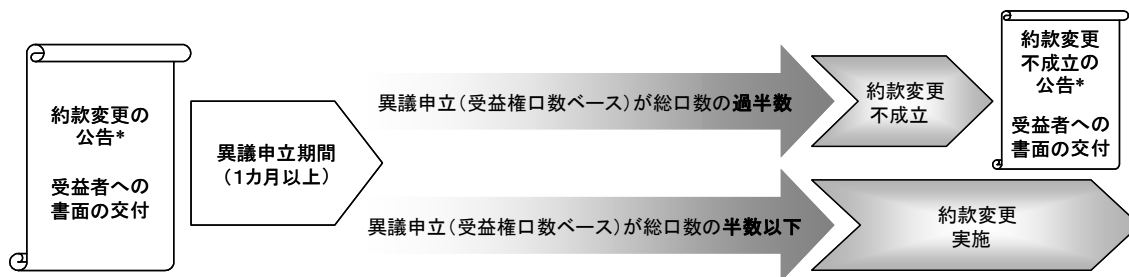 約款変更の
公告*
受益者への
書面の交付
異議申立期間
（1カ月以上）
異議申立（受益権口数ベース）が総口数の過半数
約款変更
不成立
約款変更
不成立の
公告*
受益者への
書面の交付
異議申立（受益権口数ベース）が総口数の半数以下
約款変更
実施